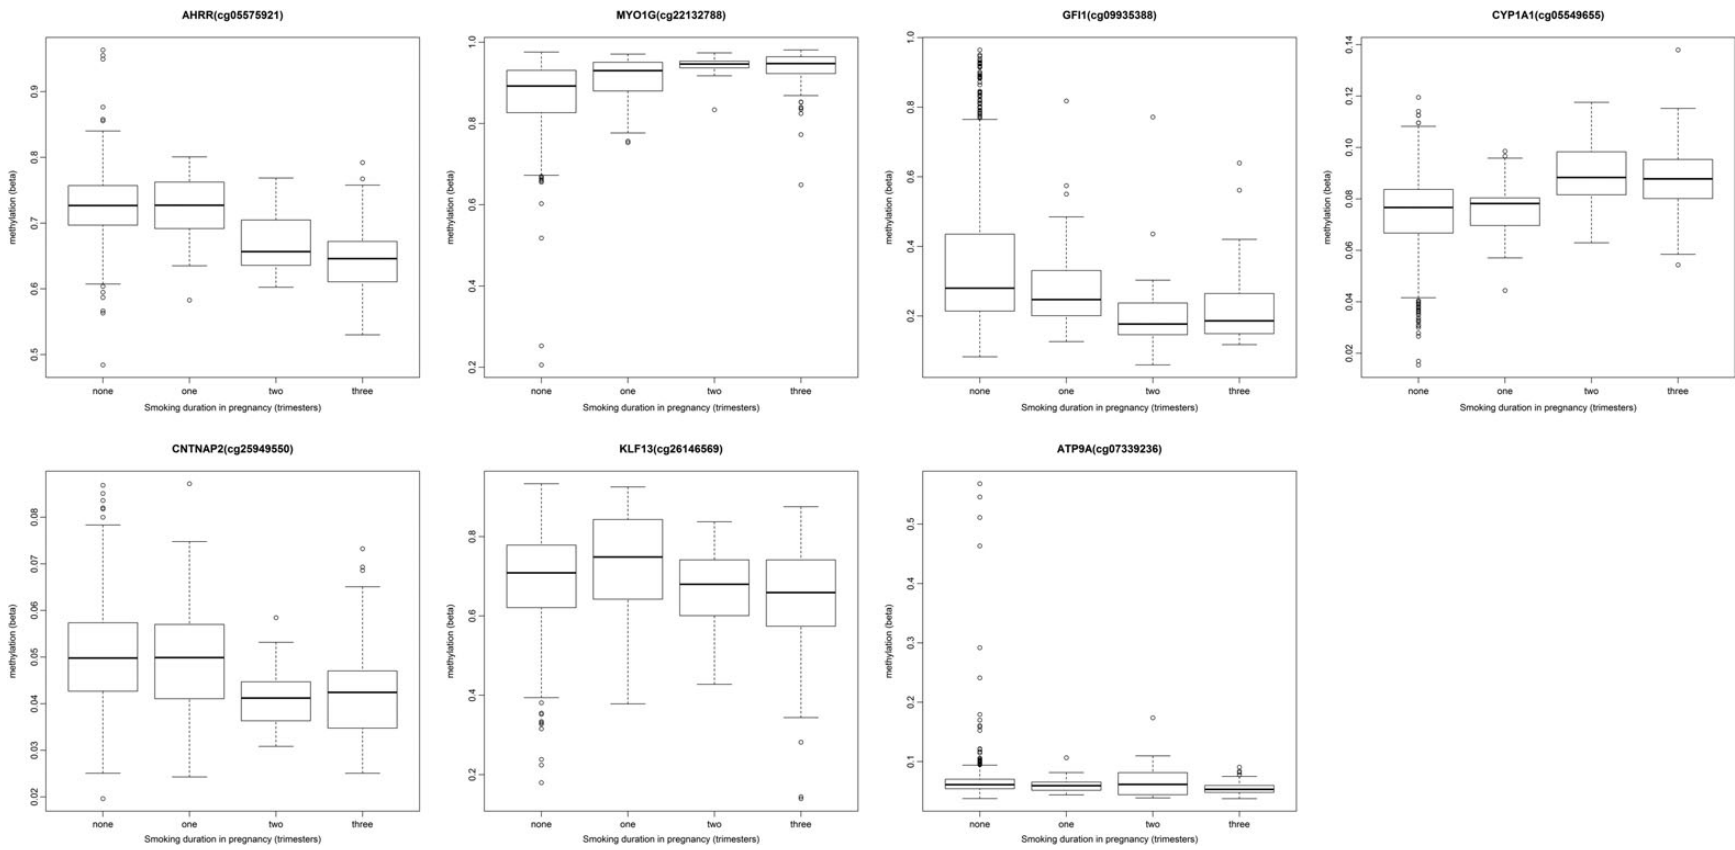 AHRR(cg05575921)
methylation (beta)
0.9
0.8
0.7
0.6
0.5
none one two three
Smoking duration in pregnancy (trimesters)
MYO1G(cg22132788)
methylation (beta)
1.0
0.8
0.6
0.4
0.2
none one two three
Smoking duration in pregnancy (trimesters)
GFI1(cg09935388)
methylation (beta)
1.0
0.8
0.6
0.4
0.2
none one two three
Smoking duration in pregnancy (trimesters)
CYP1A1(cg05549655)
methylation (beta)
0.14
0.12
0.10
0.08
0.06
0.04
0.02
none one two three
Smoking duration in pregnancy (trimesters)
CNTNAP2(cg25949550)
methylation (beta)
0.08
0.07
0.06
0.05
0.04
0.03
0.02
none one two three
Smoking duration in pregnancy (trimesters)
KLF13(cg26146569)
methylation (beta)
0.8
0.6
0.4
0.2
none one two three
Smoking duration in pregnancy (trimesters)
ATP9A(cg07339236)
methylation (beta)
0.5
0.4
0.3
0.2
0.1
none one two three
Smoking duration in pregnancy (trimesters)